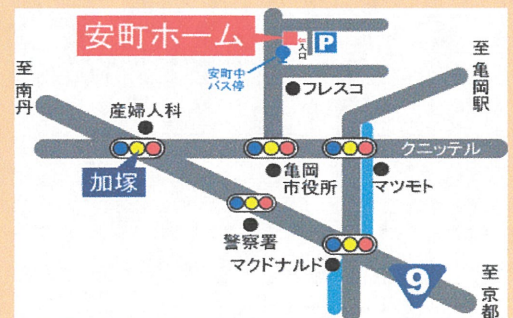 安町ホーム
入口
P
安町中
バス停
フレスコ
至亀岡駅
至南丹
産婦人科
クニッテル
加塚
亀岡
市役所
マツモト
警察署
マクドナルド
9
至京都